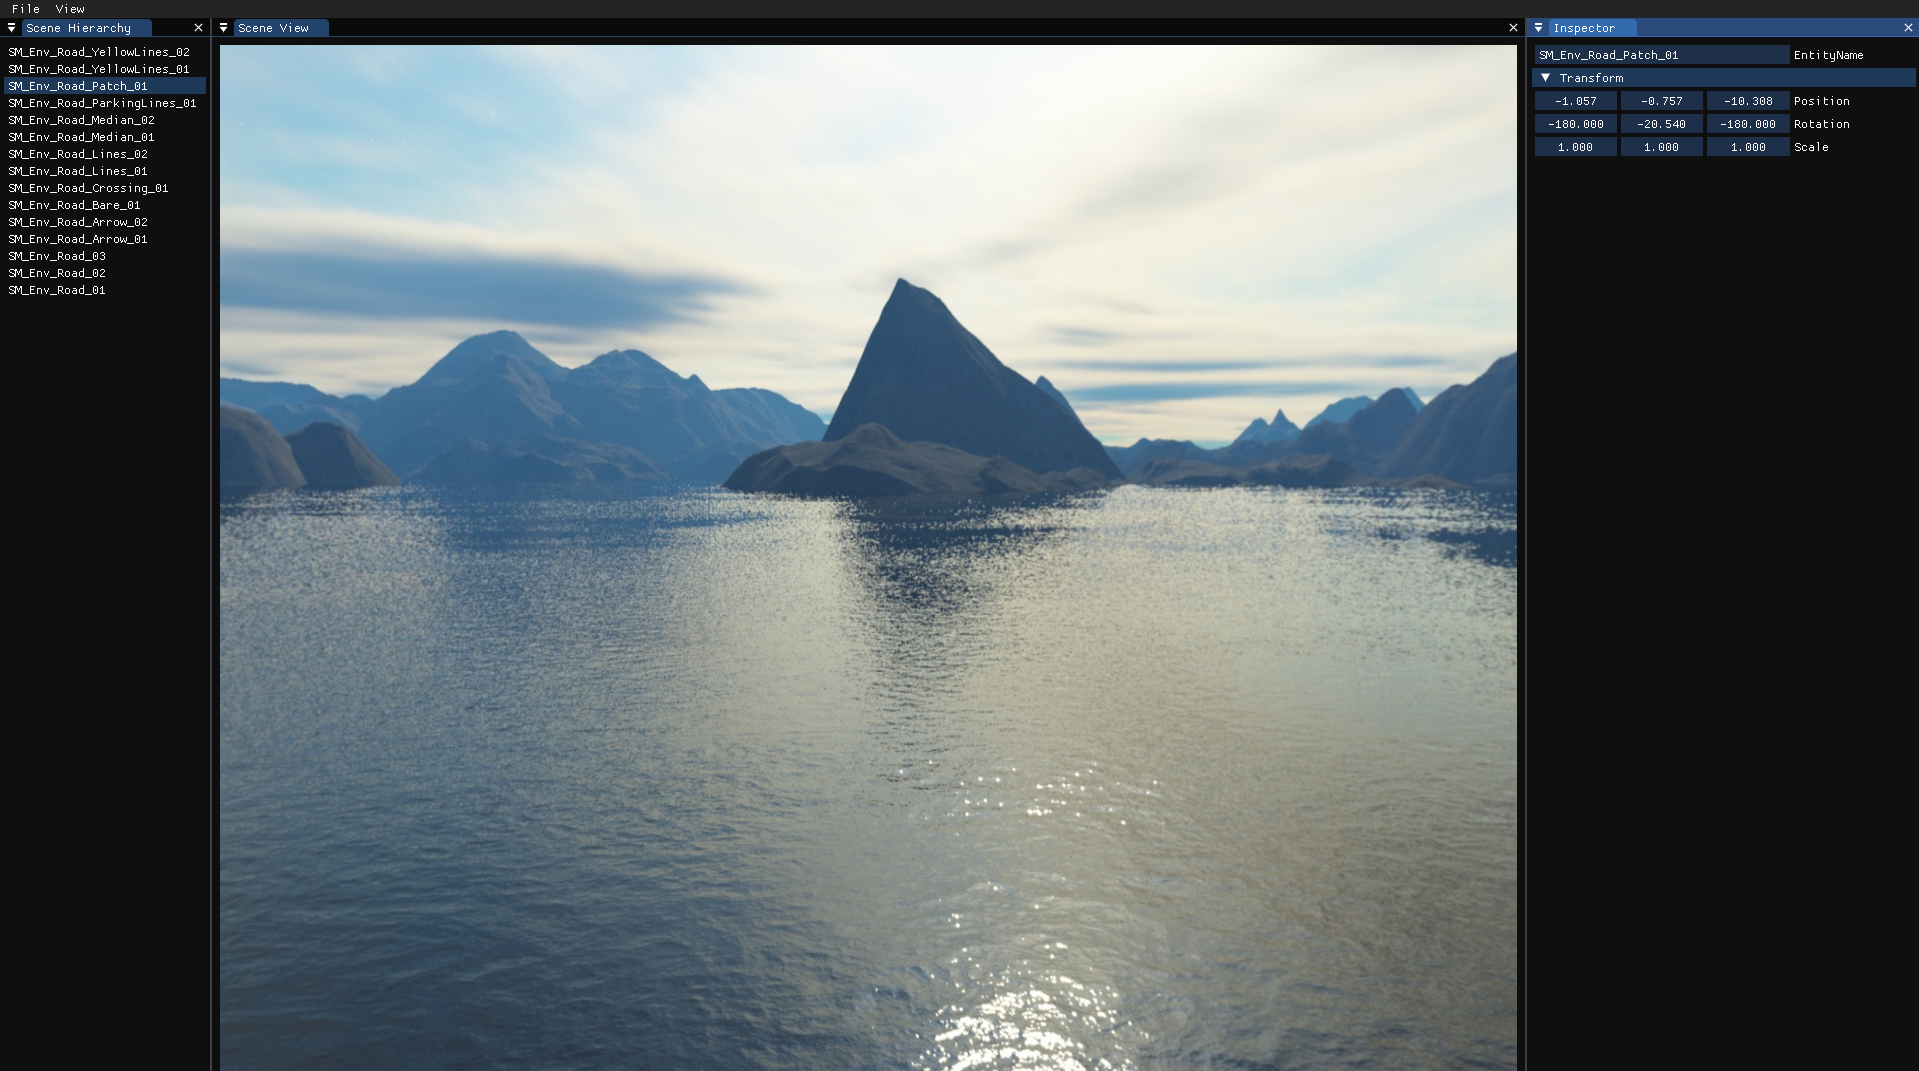 File View
Scene Hierarchy
SM_Env_Road_YellowLines_02
SM_Env_Road_YellowLines_01
SM_Env_Road_Patch_01
SM_Env_Road_ParkingLines_01
SM_Env_Road_Median_02
SM_Env_Road_Median_01
SM_Env_Road_Lines_02
SM_Env_Road_Lines_01
SM_Env_Road_Crossing_01
SM_Env_Road_Bare_01
SM_Env_Road_Arrow_02
SM_Env_Road_Arrow_01
SM_Env_Road_03
SM_Env_Road_02
SM_Env_Road_01
Scene View
Inspector
SM_Env_Road_Patch_01 EntityName
Transform
-1.057 -0.757 -10.308 Position
-180.000 -20.540 -180.000 Rotation
1.000 1.000 1.000 Scale